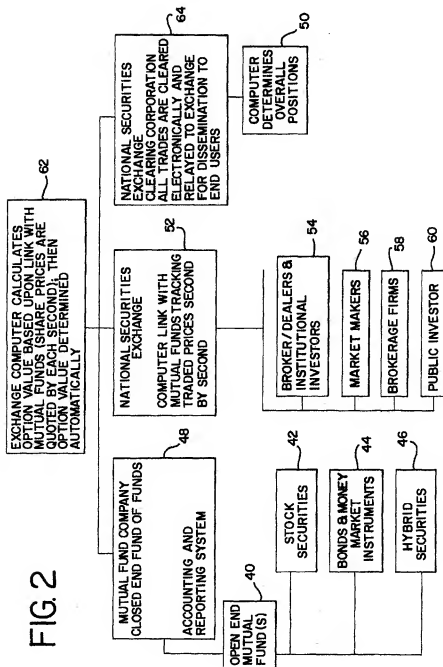 FIG. 2
62
EXCHANGE COMPUTER CALCULATES
OPTION VALUE BASED UPON LINK WITH
MUTUAL FUNDS (SHARE PRICES ARE
QUOTED BY EACH SECOND); THEN
OPTION VALUE DETERMINED
AUTOMATICALLY
48
MUTUAL FUND COMPANY
CLOSED END FUND OF FUNDS
ACCOUNTING AND
REPORTING SYSTEM
40
OPEN END
MUTUAL
FUND(S)
42
STOCK
SECURITIES
44
BONDS & MONEY
MARKET
INSTRUMENTS
46
HYBRID
SECURITIES
52
NATIONAL SECURITIES
EXCHANGE
COMPUTER LINK WITH
MUTUAL FUNDS TRACKING
TRADED PRICES SECOND
BY SECOND
54
BROKER/DEALERS &
INSTITUTIONAL
INVESTORS
56
MARKET MAKERS
58
BROKERAGE FIRMS
60
PUBLIC INVESTOR
64
NATIONAL SECURITIES
EXCHANGE
CLEARING CORPORATION
ALL TRADES ARE CLEARED
ELECTRONICALLY AND
RELAYED TO EXCHANGE
FOR DISSEMINATION TO
END USERS
50
COMPUTER
DETERMINES
OVERALL
POSITIONS